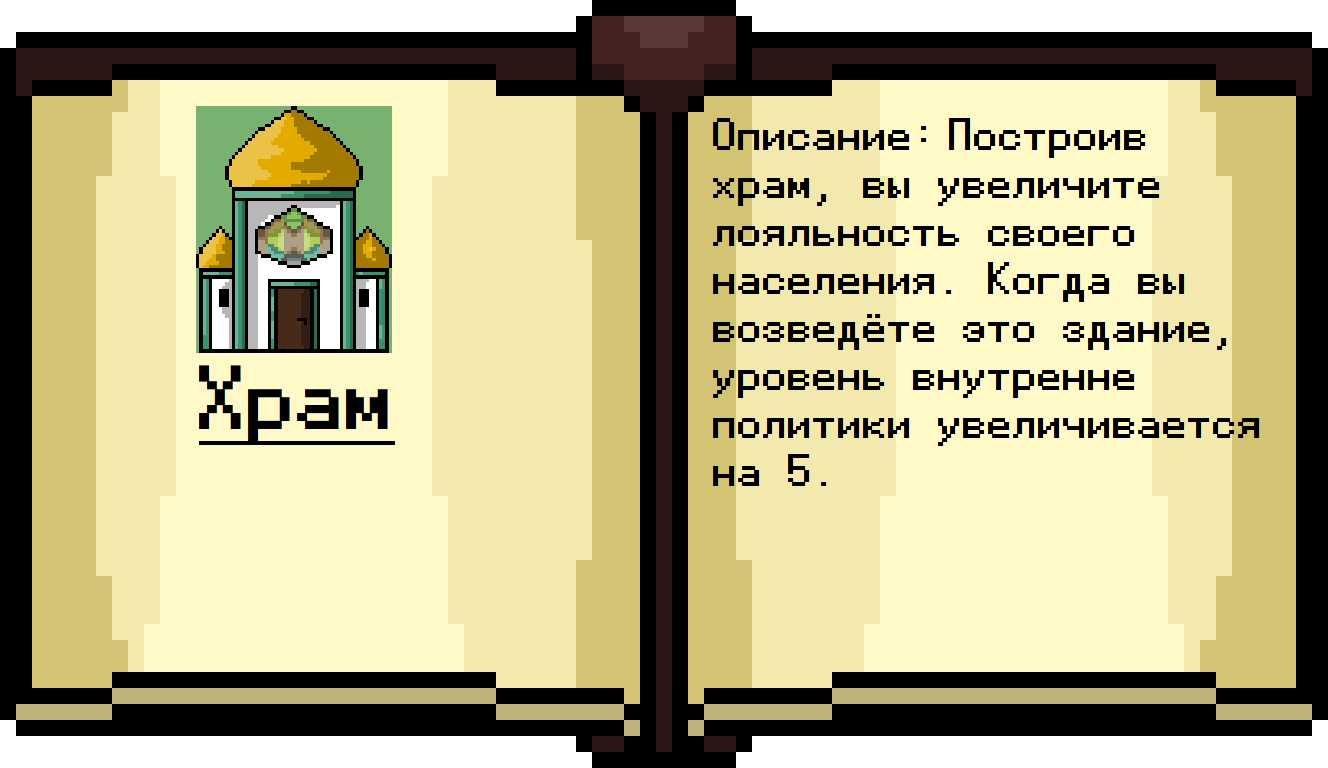 Храм
Описание: Построив
храм, вы увеличите
лояльность своего
населения. Когда вы
возведёте это здание,
уровень внутренне
политики увеличивается
на 5.